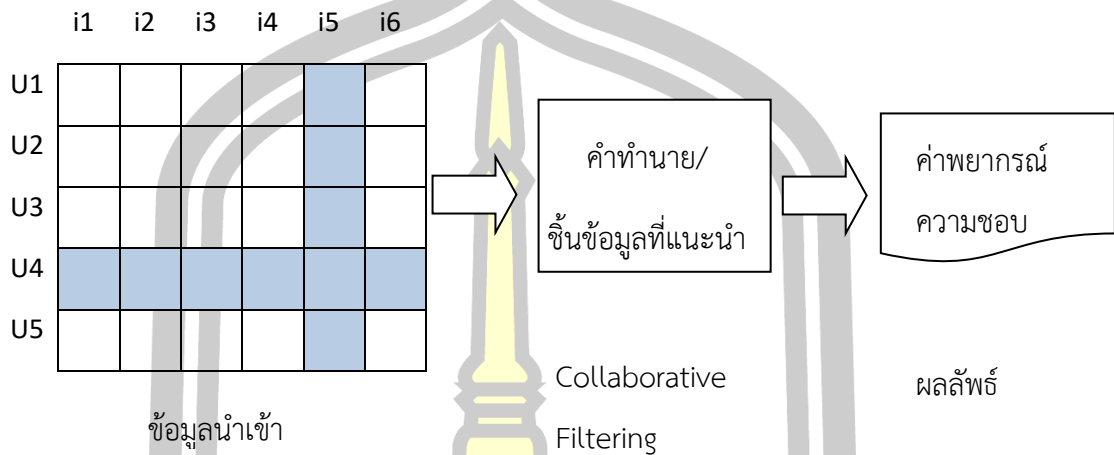 i1 i2 i3 i4 i5 i6
U1
U2
U3
U4
U5
ข้อมูลนำเข้า
คำทำนาย/
ชิ้นข้อมูลที่แนะนำ
Collaborative
Filtering
ค่าพยากรณ์
ความชอบ
ผลลัพธ์